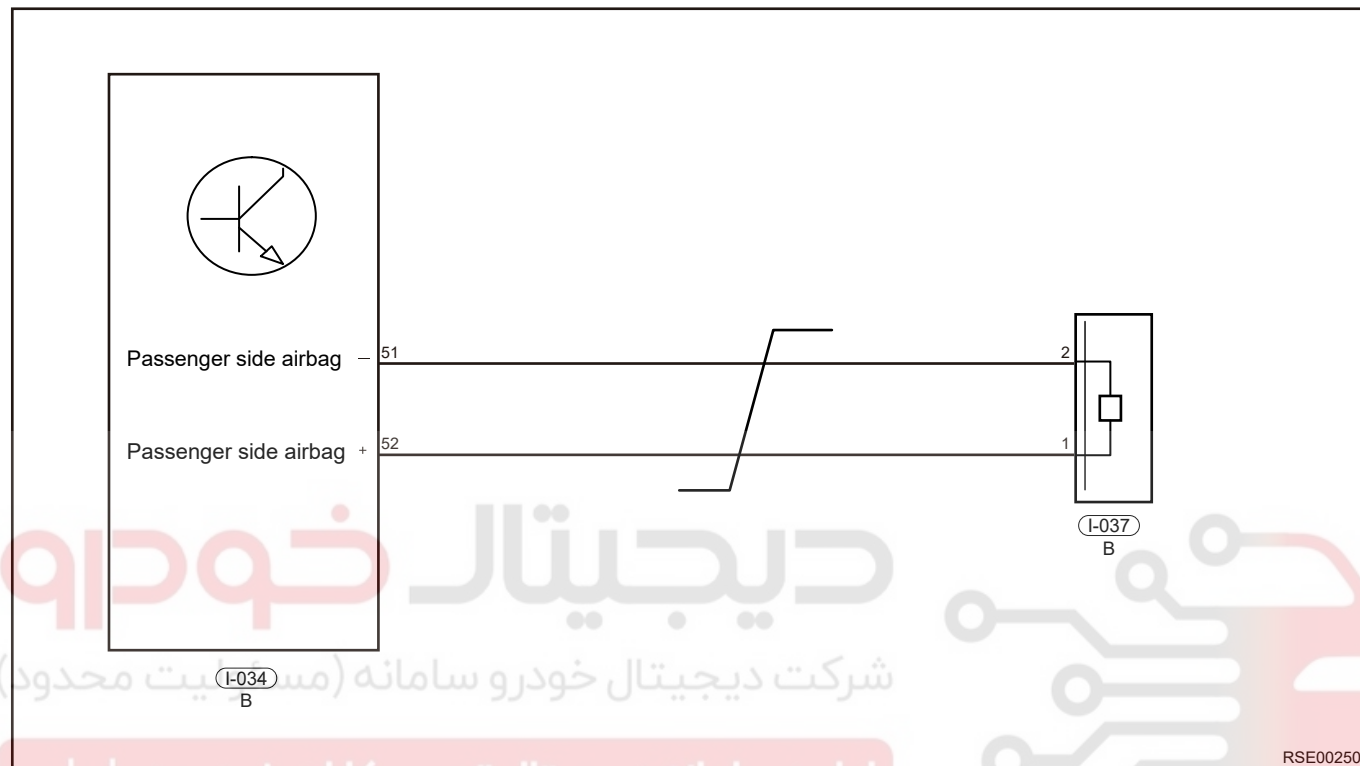 Passenger side airbag − 51
2
Passenger side airbag + 52
1
I-037
B
دیجیتال خودرو
شرکت دیجیتال خودرو سامانه (مسئولیت محدود)
I-034
B
RSE00250